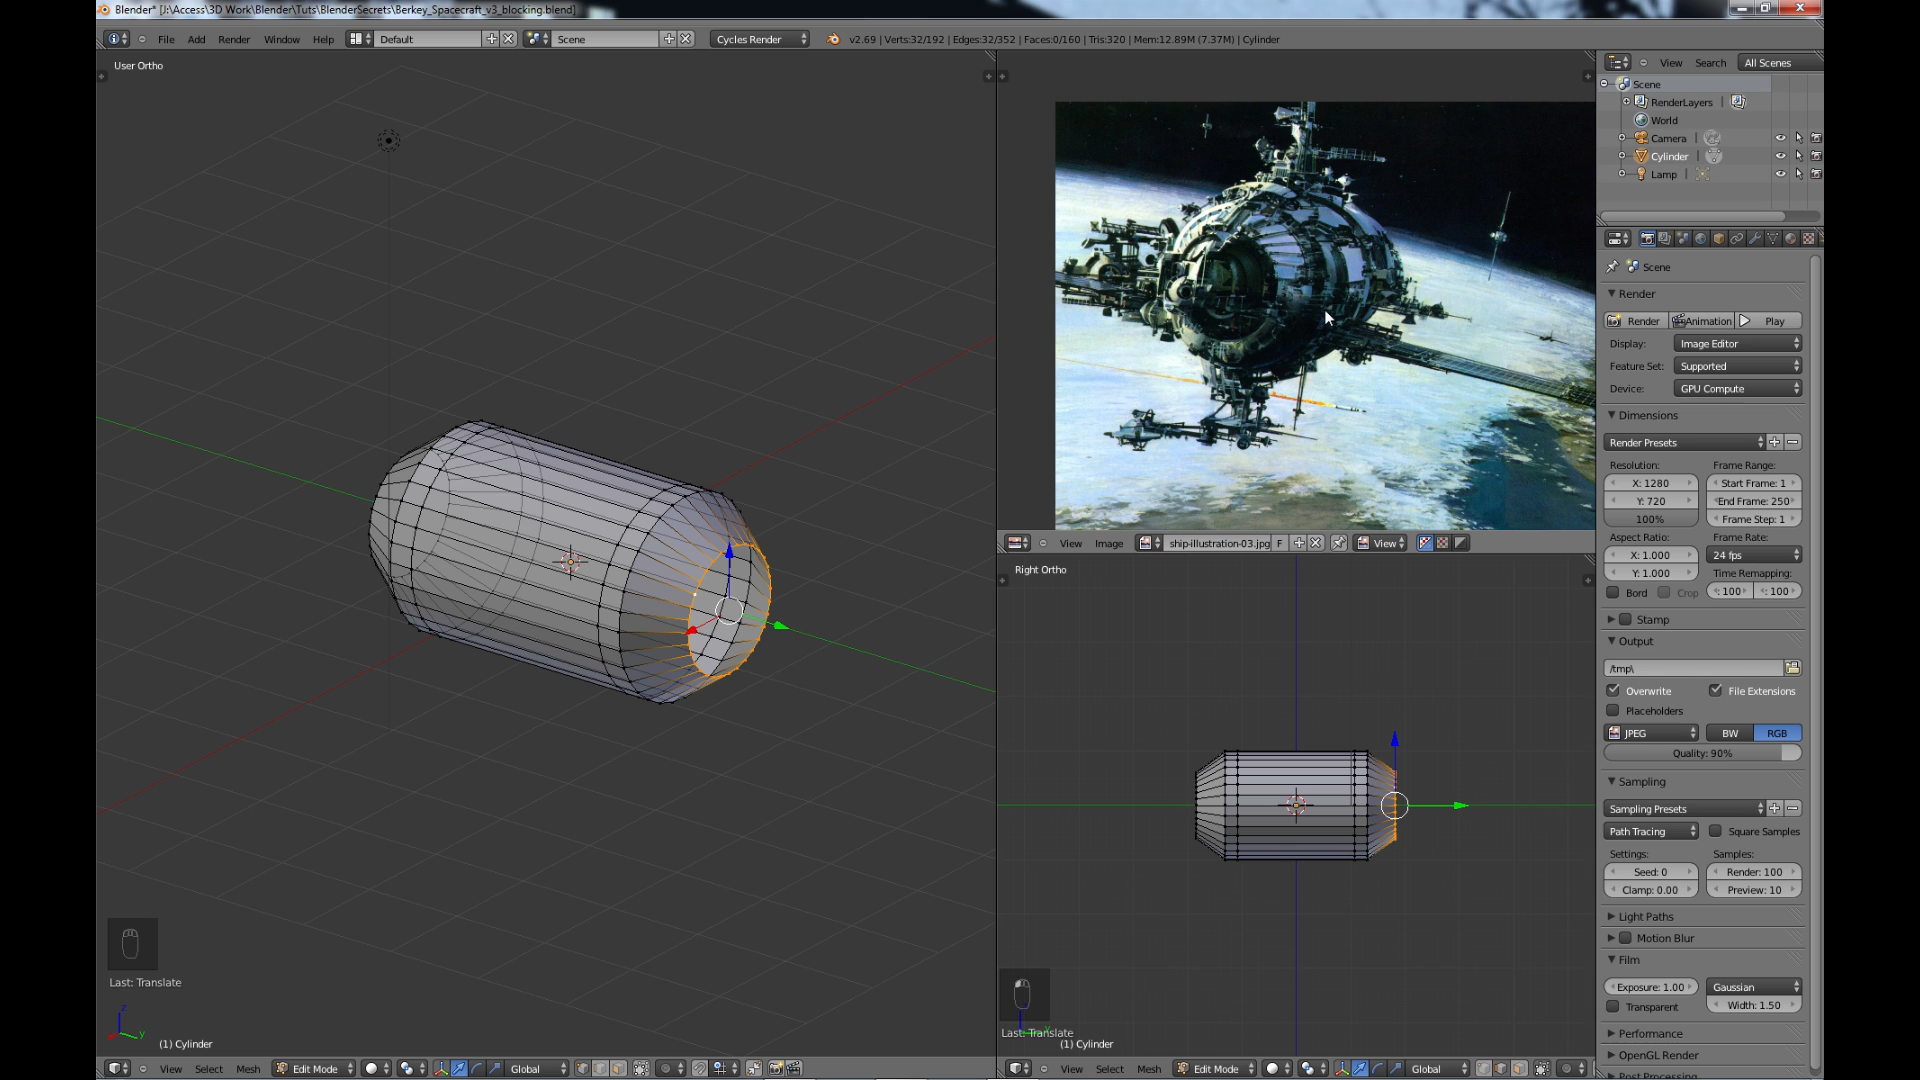 Blender* [J:\Access\3D Work\Blender\Tuts\BlenderSecrets\Berkey_Spacecraft_v3_blocking.blend]
File Add Render Window Help Default Scene Cycles Render v2.69 | Verts:32/192 | Edges:32/352 | Faces:0/160 | Tris:320 | Mem:12.89M (7.37M) | Cylinder
User Ortho
Last: Translate
(1) Cylinder
View Select Mesh Edit Mode Global
View Image ship-illustration-03.jpg F View
Right Ortho
Last: Translate
(1) Cylinder
View Select Mesh Edit Mode Global
View Search All Scenes
Scene
RenderLayers
World
Camera
Cylinder
Lamp
Scene
Render
Render Animation Play
Display: Image Editor
Feature Set: Supported
Device: GPU Compute
Dimensions
Render Presets
Resolution: Frame Range:
X: 1280 Start Frame: 1
Y: 720 End Frame: 250
100% Frame Step: 1
Aspect Ratio: Frame Rate:
X: 1.000 24 fps
Y: 1.000 Time Remapping:
Bord Crop : 100 : 100
Stamp
Output
/tmp\
Overwrite File Extensions
Placeholders
JPEG BW RGB
Quality: 90%
Sampling
Sampling Presets
Path Tracing Square Samples
Settings: Samples:
Seed: 0 Render: 100
Clamp: 0.00 Preview: 10
Light Paths
Motion Blur
Film
Exposure: 1.00 Gaussian
Transparent Width: 1.50
Performance
OpenGL Render
Post Processing